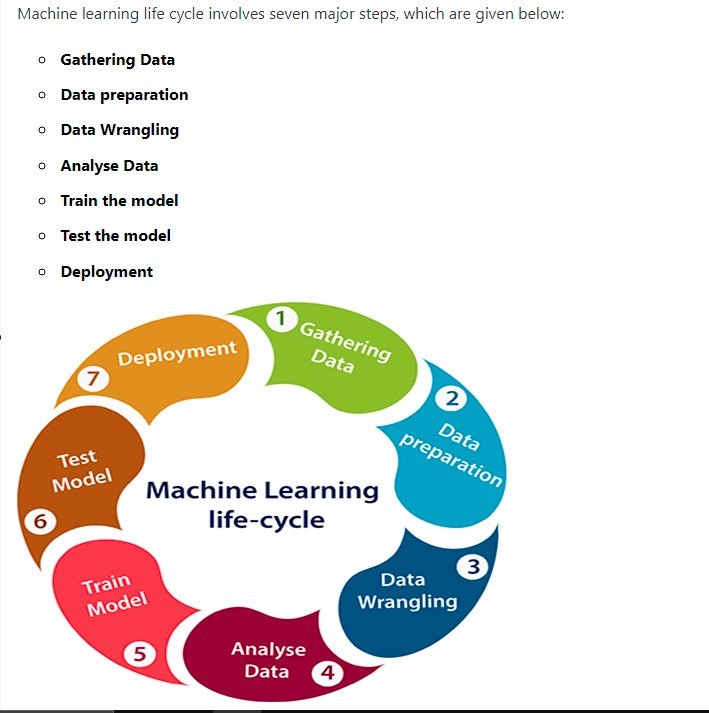 Machine learning life cycle involves seven major steps, which are given below:
Gathering Data
Data preparation
Data Wrangling
Analyse Data
Train the model
Test the model
Deployment
1
Gathering
Data
2
Data
preparation
3
Data
Wrangling
4
Analyse
Data
5
Train
Model
6
Test
Model
7
Deployment
Machine Learning
life-cycle